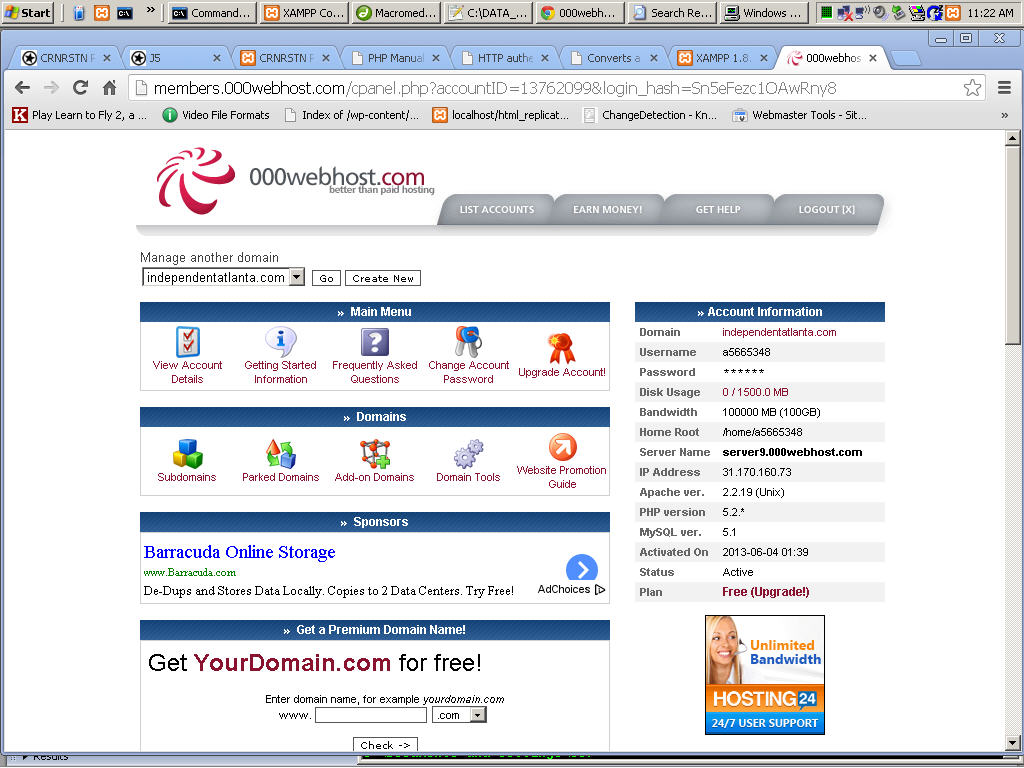 Start
Command...
XAMPP Co...
Macromed...
C:\DATA_...
000webh...
Search Re...
Windows ...
11:22 AM
CRNRSTN F
J5
CRNRSTN F
PHP Manual
HTTP authe
Converts a
XAMPP 1.8.
000webhos
members.000webhost.com/cpanel.php?accountID=13762099&login_hash=Sn5eFezc1OAwRny8
Play Learn to Fly 2, a ...
Video File Formats
Index of /wp-content/...
localhost/html_replicat...
ChangeDetection - Kn...
Webmaster Tools - Sit...
000webhost.com
better than paid hosting
LIST ACCOUNTS
EARN MONEY!
GET HELP
LOGOUT [X]
Manage another domain
independentatlanta.com
Go
Create New
» Main Menu
View Account
Details
Getting Started
Information
Frequently Asked
Questions
Change Account
Password
Upgrade Account!
» Domains
Subdomains
Parked Domains
Add-on Domains
Domain Tools
Website Promotion
Guide
» Sponsors
Barracuda Online Storage
www.Barracuda.com
De-Dups and Stores Data Locally. Copies to 2 Data Centers. Try Free!
AdChoices
» Get a Premium Domain Name!
Get YourDomain.com for free!
Enter domain name, for example yourdomain.com
www.
.com
Check ->
» Account Information
Domain independentatlanta.com
Username a5665348
Password ******
Disk Usage 0 / 1500.0 MB
Bandwidth 100000 MB (100GB)
Home Root /home/a5665348
Server Name server9.000webhost.com
IP Address 31.170.160.73
Apache ver. 2.2.19 (Unix)
PHP version 5.2.*
MySQL ver. 5.1
Activated On 2013-06-04 01:39
Status Active
Plan Free (Upgrade!)
Unlimited
Bandwidth
HOSTING 24
24/7 USER SUPPORT
Results